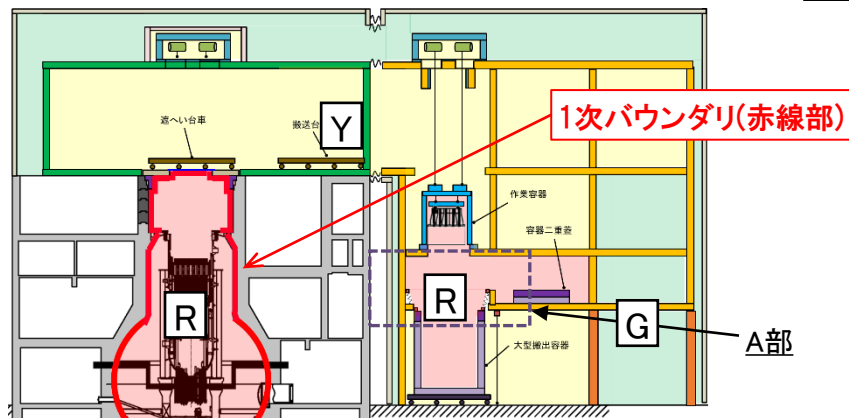 1次バウンダリ(赤線部)
Y
遮へい台車
搬送台
作業容器
容器二重蓋
R
R
G
A部
大型搬出容器